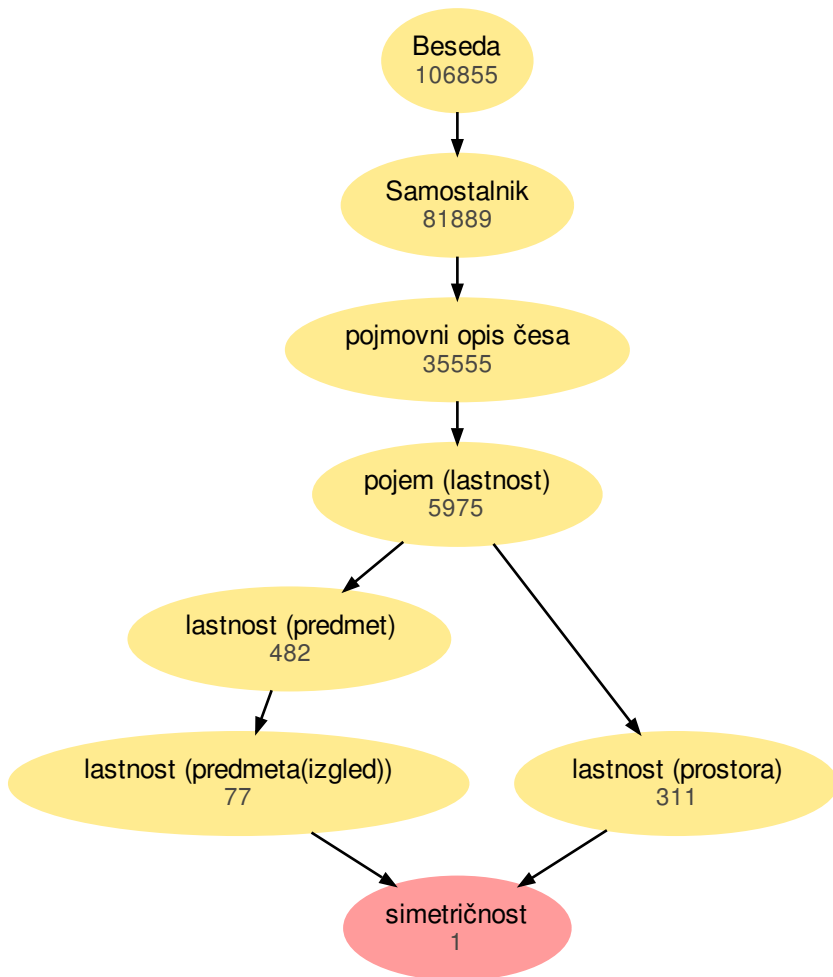 Beseda
106855
Samostalnik
81889
pojmovni opis česa
35555
pojem (lastnost)
5975
lastnost (predmet)
482
lastnost (predmeta(izgled))
77
lastnost (prostora)
311
simetričnost
1